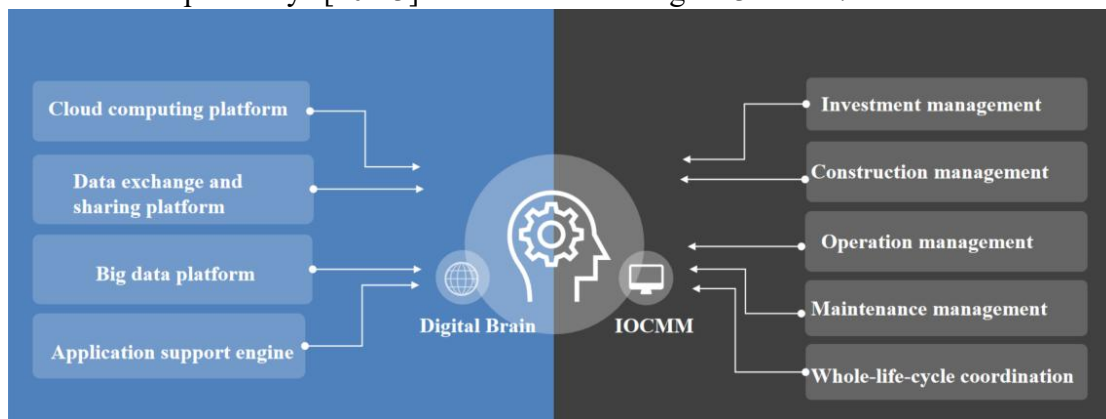 Cloud computing platform
Data exchange and
sharing platform
Big data platform
Application support engine
Digital Brain
IOCMM
Investment management
Construction management
Operation management
Maintenance management
Whole-life-cycle coordination